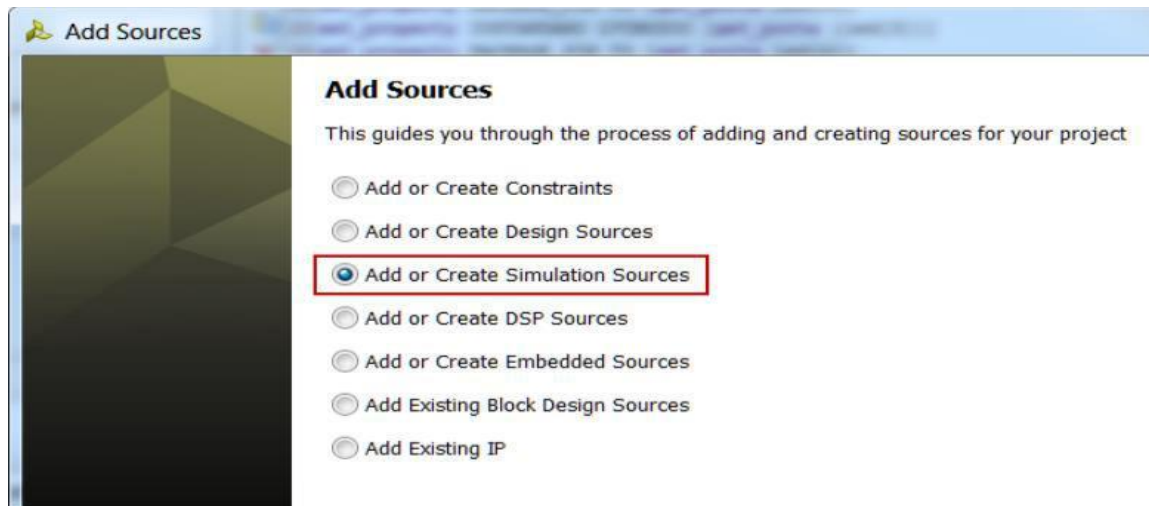 Add Sources
Add Sources
This guides you through the process of adding and creating sources for your project
Add or Create Constraints
Add or Create Design Sources
Add or Create Simulation Sources
Add or Create DSP Sources
Add or Create Embedded Sources
Add Existing Block Design Sources
Add Existing IP